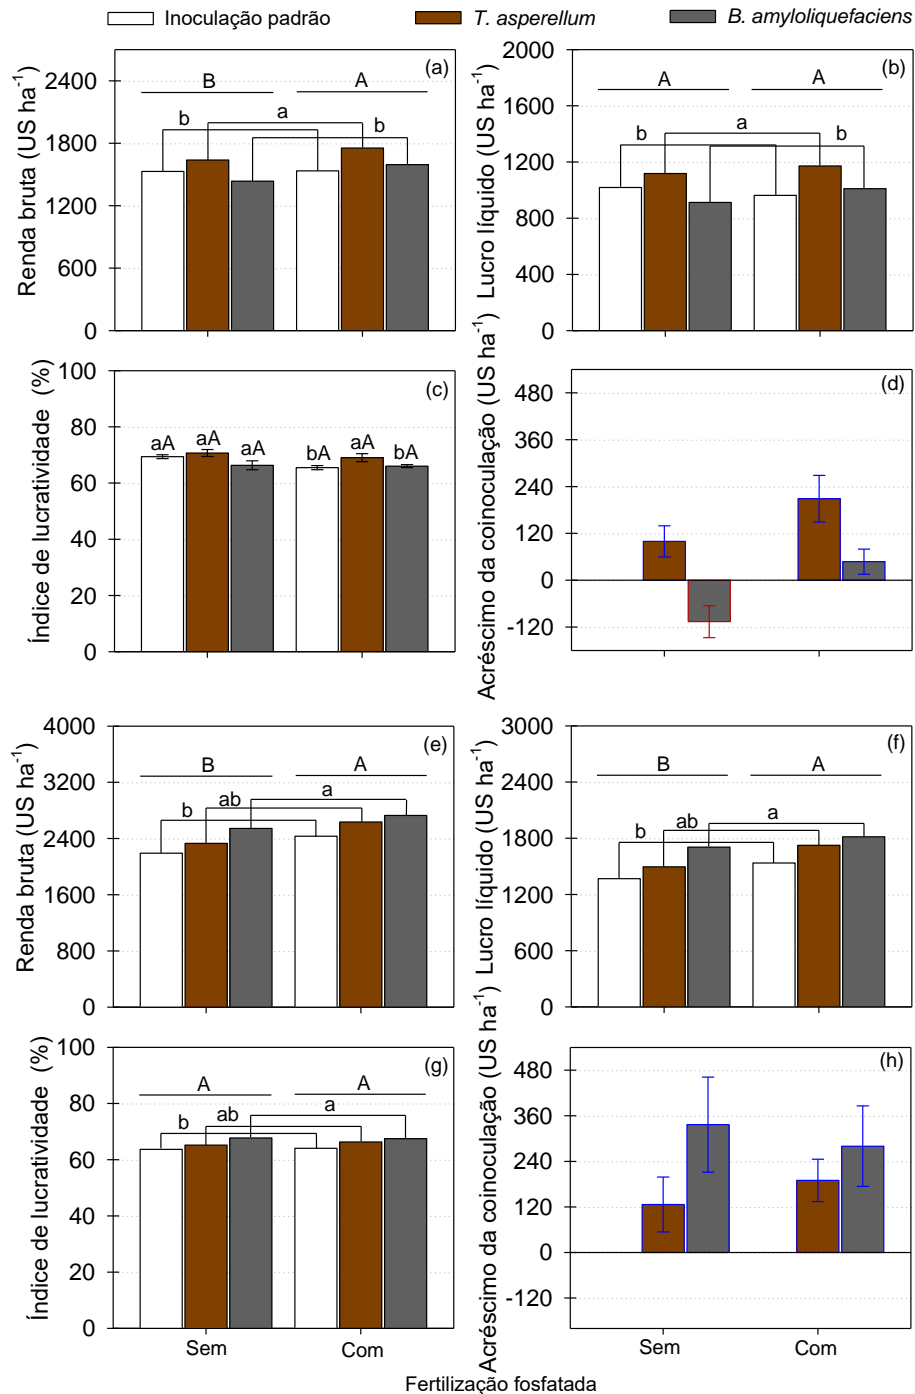 Inoculação padrão T. asperellum B. amyloliquefaciens
Renda bruta (US ha⁻¹)
2400
1800
1200
600
0
(a)
B A
b a b
Lucro líquido (US ha⁻¹)
2000
1600
1200
800
400
0
(b)
A A
b a b
Índice de lucratividade (%)
100
80
60
40
20
0
(c)
aA aA aA bA aA bA
Acréscimo da coinoculação (US ha⁻¹)
480
360
240
120
0
-120
(d)
Renda bruta (US ha⁻¹)
4000
3200
2400
1600
800
0
(e)
B A
b ab a
Lucro líquido (US ha⁻¹)
3000
2400
1800
1200
600
0
(f)
B A
b ab a
Índice de lucratividade (%)
100
80
60
40
20
0
(g)
A A
b ab a
Sem Com
Acréscimo da coinoculação (US ha⁻¹)
480
360
240
120
0
-120
(h)
Sem Com
Fertilização fosfatada